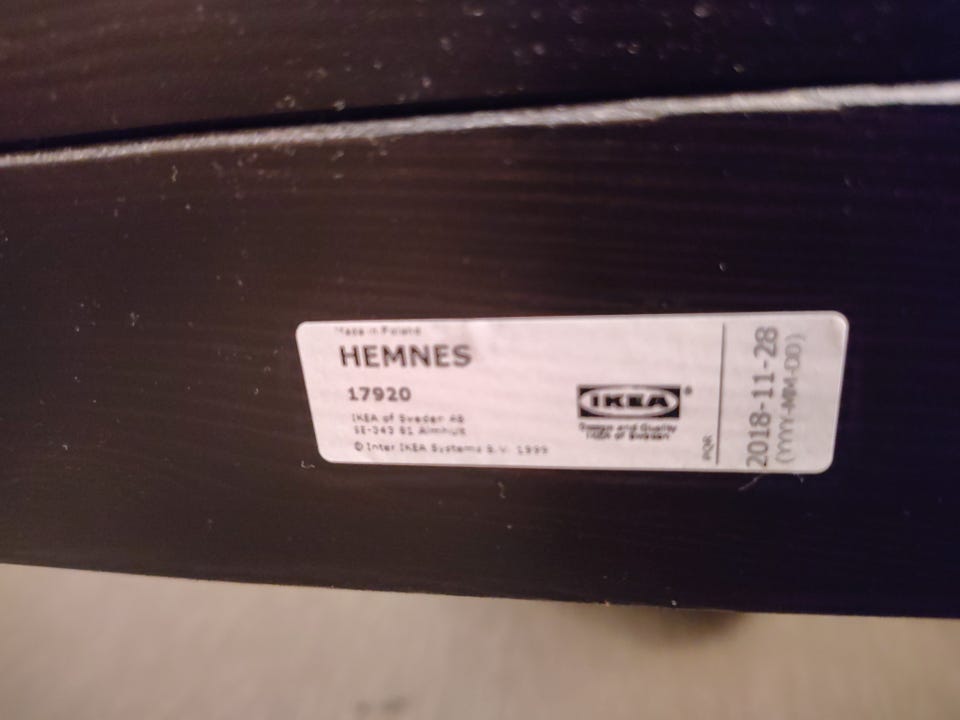 Made in Poland
HEMNES
17920
IKEA of Sweden AB
SE-343 81 Älmhult
© Inter IKEA Systems B.V. 1999
IKEA®
Design and Quality
IKEA of Sweden
PQR
2018-11-28
(YYYY-MM-DD)